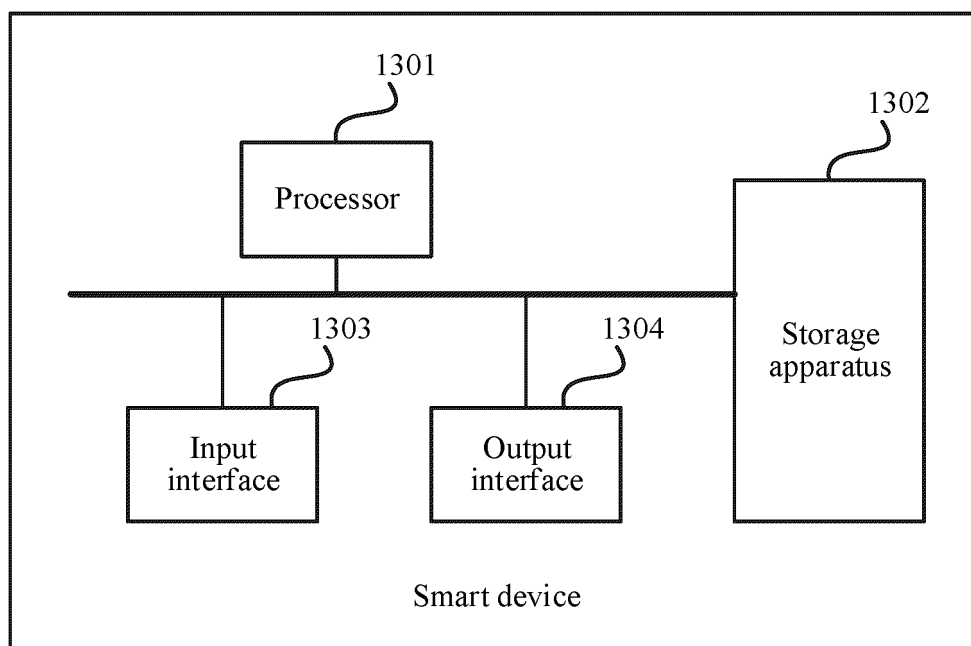 1301
1302
Processor
1303
1304
Storage
apparatus
Input
interface
Output
interface
Smart device